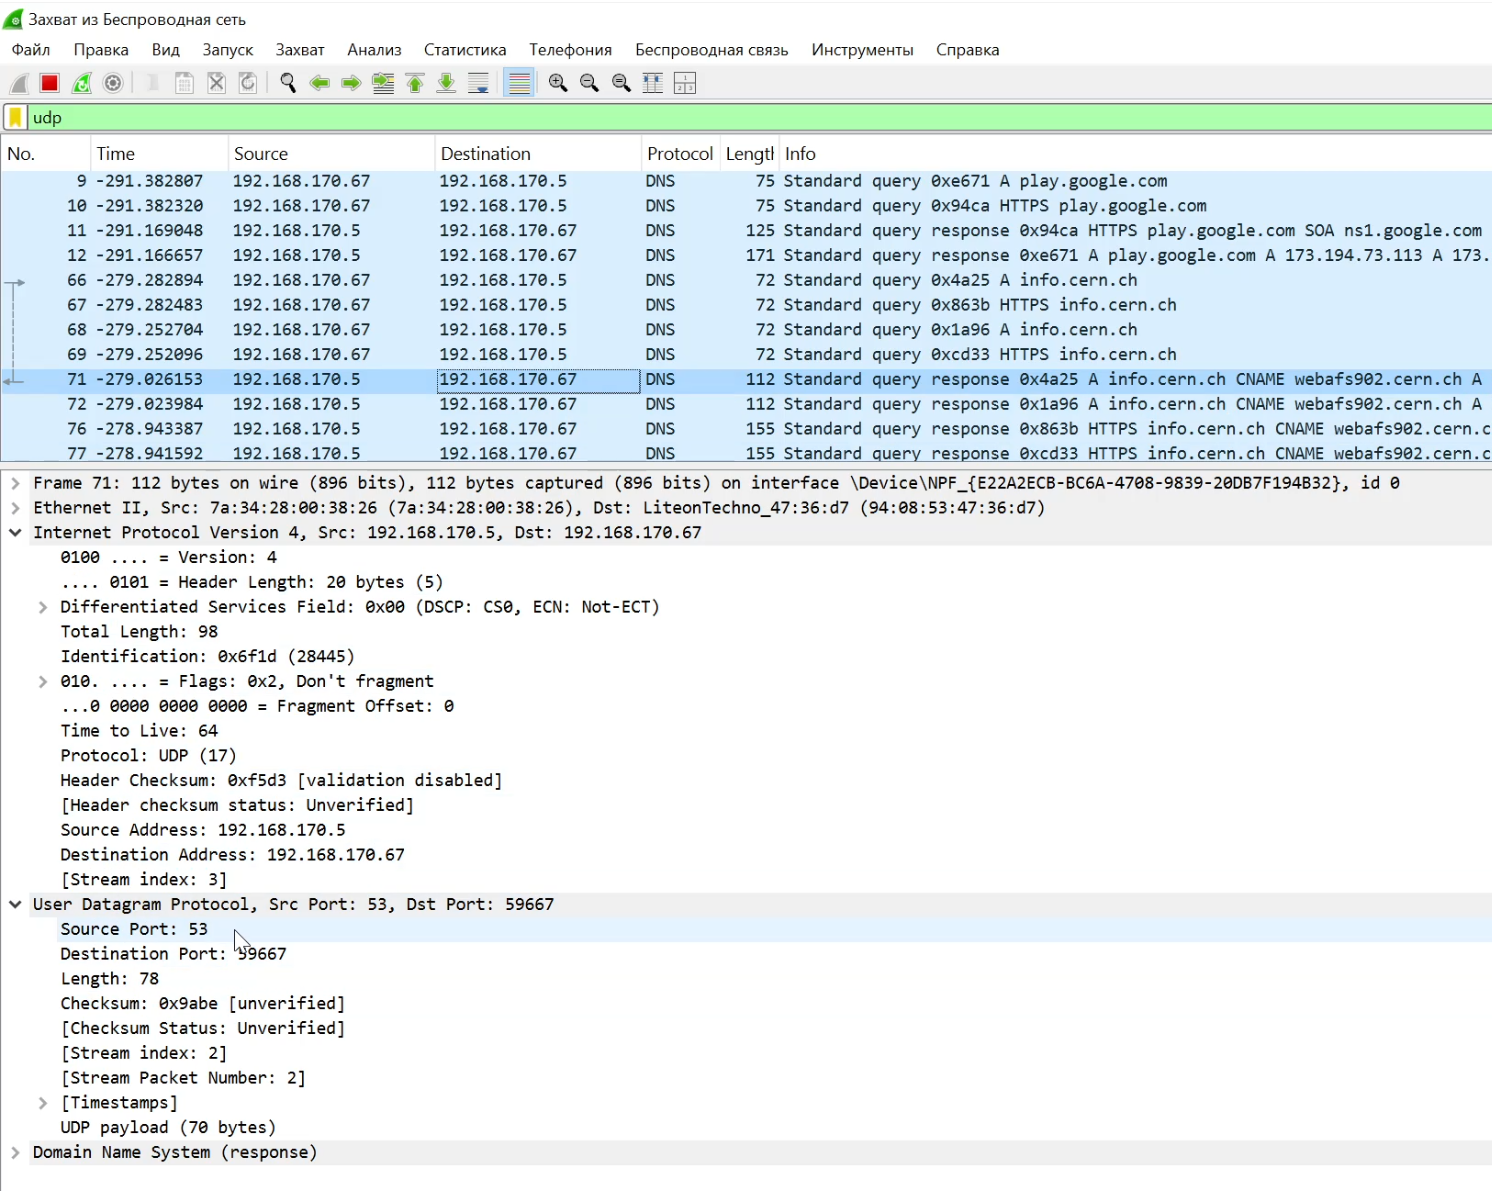 Захват из Беспроводная сеть
Файл Правка Вид Запуск Захват Анализ Статистика Телефония Беспроводная связь Инструменты Справка
udp
No. Time Source Destination Protocol Length Info
9 -291.382807 192.168.170.67 192.168.170.5 DNS 75 Standard query 0xe671 A play.google.com
10 -291.382320 192.168.170.67 192.168.170.5 DNS 75 Standard query 0x94ca HTTPS play.google.com
11 -291.169048 192.168.170.5 192.168.170.67 DNS 125 Standard query response 0x94ca HTTPS play.google.com SOA ns1.google.com
12 -291.166657 192.168.170.5 192.168.170.67 DNS 171 Standard query response 0xe671 A play.google.com A 173.194.73.113 A 173.
66 -279.282894 192.168.170.67 192.168.170.5 DNS 72 Standard query 0x4a25 A info.cern.ch
67 -279.282483 192.168.170.67 192.168.170.5 DNS 72 Standard query 0x863b HTTPS info.cern.ch
68 -279.252704 192.168.170.67 192.168.170.5 DNS 72 Standard query 0x1a96 A info.cern.ch
69 -279.252096 192.168.170.67 192.168.170.5 DNS 72 Standard query 0xcd33 HTTPS info.cern.ch
71 -279.026153 192.168.170.5 192.168.170.67 DNS 112 Standard query response 0x4a25 A info.cern.ch CNAME webafs902.cern.ch A
72 -279.023984 192.168.170.5 192.168.170.67 DNS 112 Standard query response 0x1a96 A info.cern.ch CNAME webafs902.cern.ch A
76 -278.943387 192.168.170.5 192.168.170.67 DNS 155 Standard query response 0x863b HTTPS info.cern.ch CNAME webafs902.cern.c
77 -278.941592 192.168.170.5 192.168.170.67 DNS 155 Standard query response 0xcd33 HTTPS info.cern.ch CNAME webafs902.cern.c
Frame 71: 112 bytes on wire (896 bits), 112 bytes captured (896 bits) on interface \Device\NPF_{E22A2ECB-BC6A-4708-9839-20DB7F194B32}, id 0
Ethernet II, Src: 7a:34:28:00:38:26 (7a:34:28:00:38:26), Dst: LiteonTechno_47:36:d7 (94:08:53:47:36:d7)
Internet Protocol Version 4, Src: 192.168.170.5, Dst: 192.168.170.67
0100 .... = Version: 4
.... 0101 = Header Length: 20 bytes (5)
Differentiated Services Field: 0x00 (DSCP: CS0, ECN: Not-ECT)
Total Length: 98
Identification: 0x6f1d (28445)
010. .... = Flags: 0x2, Don't fragment
...0 0000 0000 0000 = Fragment Offset: 0
Time to Live: 64
Protocol: UDP (17)
Header Checksum: 0xf5d3 [validation disabled]
[Header checksum status: Unverified]
Source Address: 192.168.170.5
Destination Address: 192.168.170.67
[Stream index: 3]
User Datagram Protocol, Src Port: 53, Dst Port: 59667
Source Port: 53
Destination Port: 59667
Length: 78
Checksum: 0x9abe [unverified]
[Checksum Status: Unverified]
[Stream index: 2]
[Stream Packet Number: 2]
[Timestamps]
UDP payload (70 bytes)
Domain Name System (response)